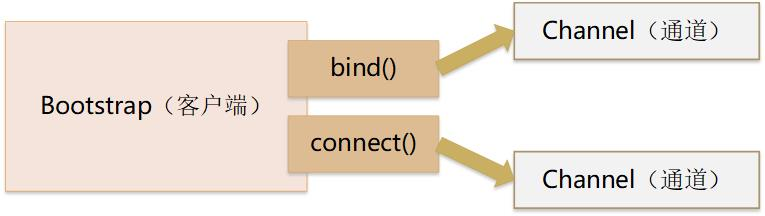 Channel（通道）
bind()
Bootstrap（客户端）
connect()
Channel（通道）